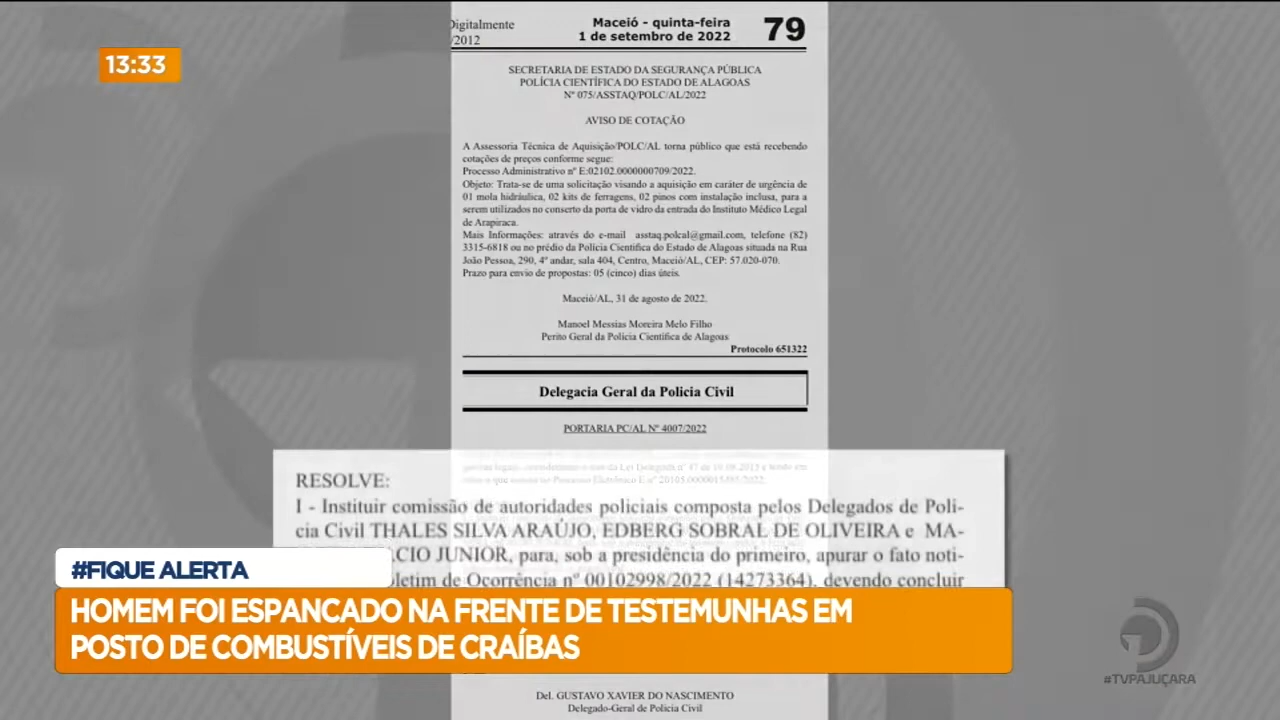 13:33
Digitalmente
/2012
Maceió - quinta-feira
1 de setembro de 2022
79
SECRETARIA DE ESTADO DA SEGURANÇA PÚBLICA
POLÍCIA CIENTÍFICA DO ESTADO DE ALAGOAS
Nº 075/ASSTAQ/POLC/AL/2022
AVISO DE COTAÇÃO
A Assessoria Técnica de Aquisição/POLC/AL torna público que está recebendo
cotações de preços conforme segue:
Processo Administrativo nº E:02102.0000000709/2022.
Objeto: Trata-se de uma solicitação visando a aquisição em caráter de urgência de
01 mola hidráulica, 02 kits de ferragens, 02 pinos com instalação inclusa, para a
serem utilizados no conserto da porta de vidro da entrada do Instituto Médico Legal
de Arapiraca.
Mais Informações: através do e-mail asstaq.polcal@gmail.com, telefone (82)
3315-6818 ou no prédio da Polícia Cientifica do Estado de Alagoas situada na Rua
João Pessoa, 290, 4º andar, sala 404, Centro, Maceió/AL, CEP: 57.020-070.
Prazo para envio de propostas: 05 (cinco) dias úteis.
Maceió/AL, 31 de agosto de 2022.
Manoel Messias Moreira Melo Filho
Perito Geral da Polícia Científica de Alagoas
Protocolo 651322
Delegacia Geral da Policia Civil
PORTARIA PC/AL Nº 4007/2022
RESOLVE:
I - Instituir comissão de autoridades policiais composta pelos Delegados de Poli-
cia Civil THALES SILVA ARAÚJO, EDBERG SOBRAL DE OLIVEIRA e MA-
CIO JUNIOR, para, sob a presidência do primeiro, apurar o fato noti-
oletim de Ocorrência nº 00102998/2022 (14273364), devendo concluir
#FIQUE ALERTA
HOMEM FOI ESPANCADO NA FRENTE DE TESTEMUNHAS EM
POSTO DE COMBUSTÍVEIS DE CRAÍBAS
#TVPAJUÇARA
Del. GUSTAVO XAVIER DO NASCIMENTO
Delegado-Geral de Policia Civil